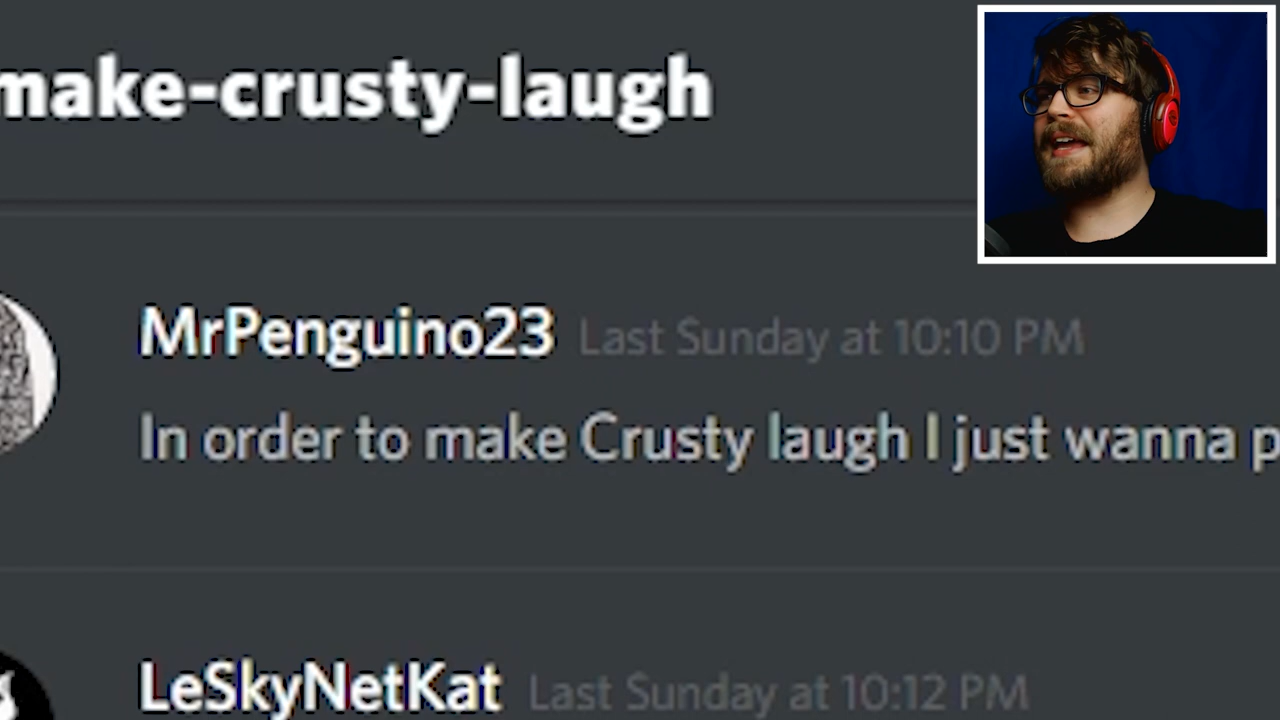 make-crusty-laugh
MrPenguino23 Last Sunday at 10:10 PM
In order to make Crusty laugh I just wanna p
LeSkyNetKat Last Sunday at 10:12 PM